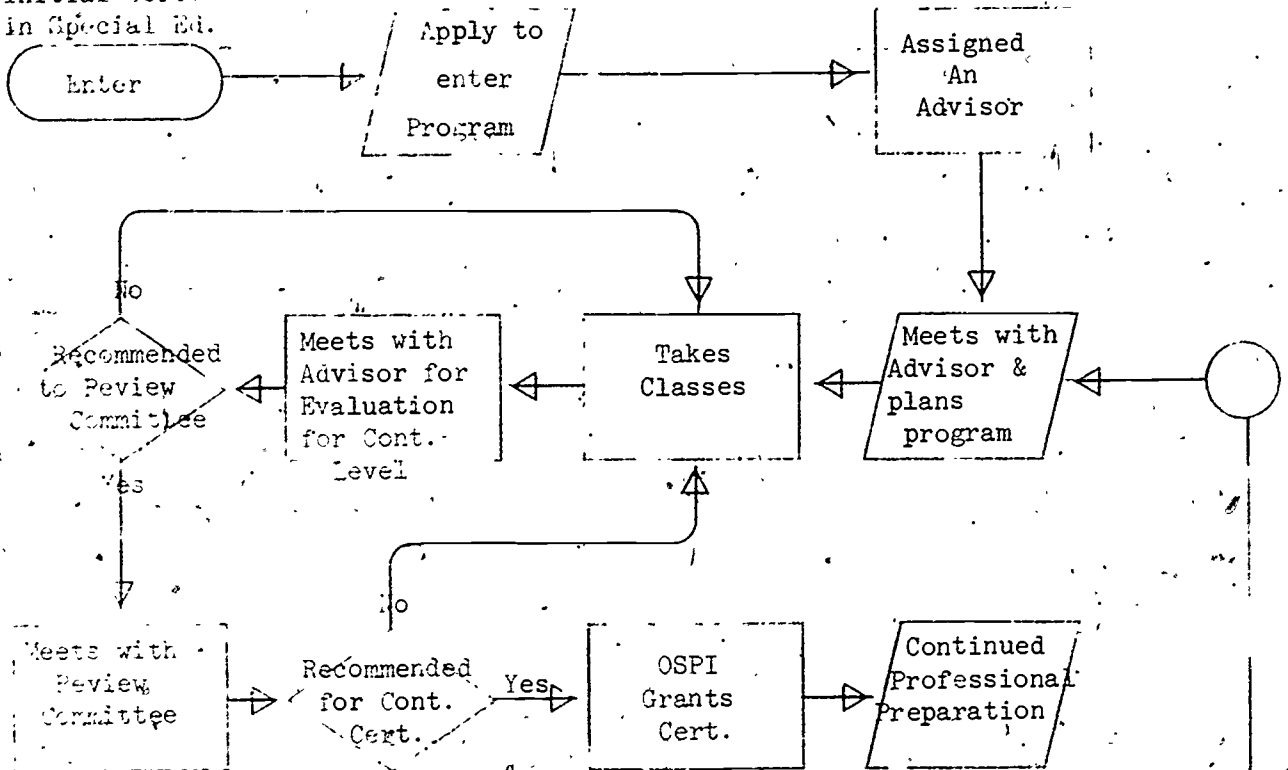 in Special Ed.
Enter
Apply to
enter
Program
Assigned
An
Advisor
No
Recommended
to Review
Committee
Yes
Meets with
Advisor for
Evaluation
for Cont.
Level
Takes
Classes
Meets with
Advisor &
plans
program
Meets with
Review
Committee
No
Recommended
for Cont.
Cert.
Yes
OSPI
Grants
Cert.
Continued
Professional
Preparation